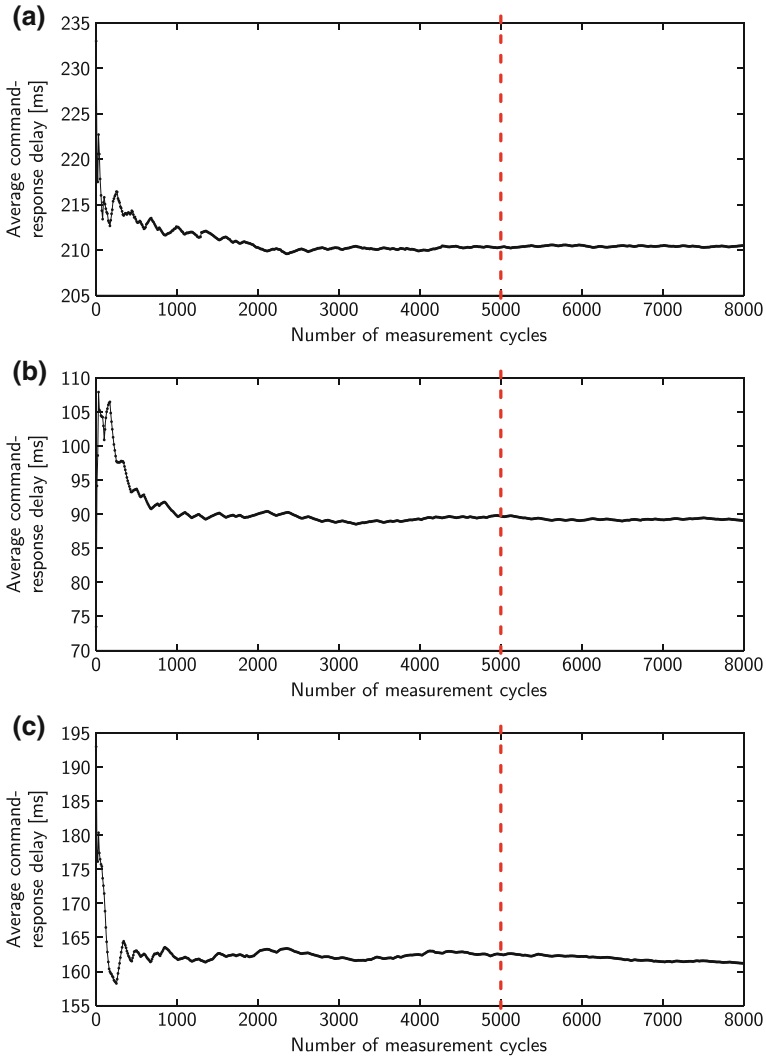 (a)
235
230
225
220
215
210
205
Average command-
response delay [ms]
0 1000 2000 3000 4000 5000 6000 7000 8000
Number of measurement cycles
(b)
110
105
100
95
90
85
80
75
70
Average command-
response delay [ms]
0 1000 2000 3000 4000 5000 6000 7000 8000
Number of measurement cycles
(c)
195
190
185
180
175
170
165
160
155
Average command-
response delay [ms]
0 1000 2000 3000 4000 5000 6000 7000 8000
Number of measurement cycles